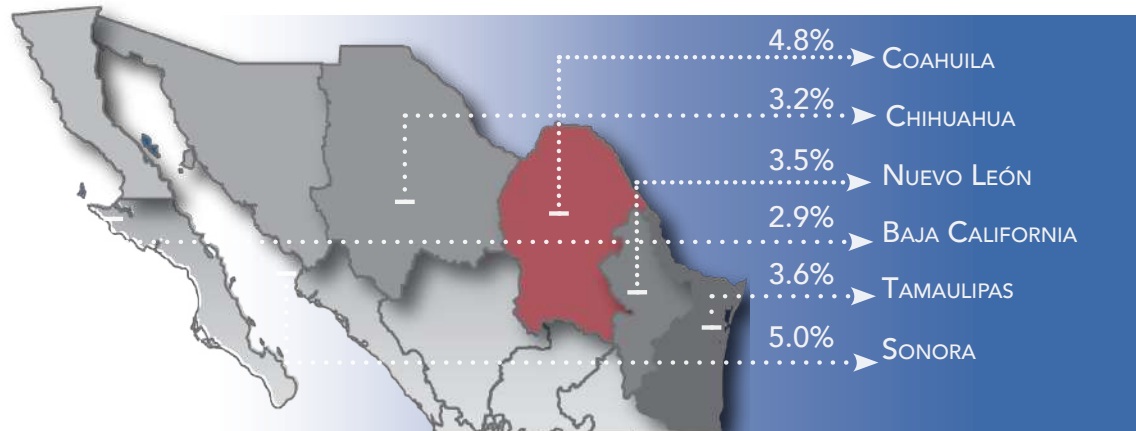 4.8% Coahuila
3.2% Chihuahua
3.5% Nuevo León
2.9% Baja California
3.6% Tamaulipas
5.0% Sonora